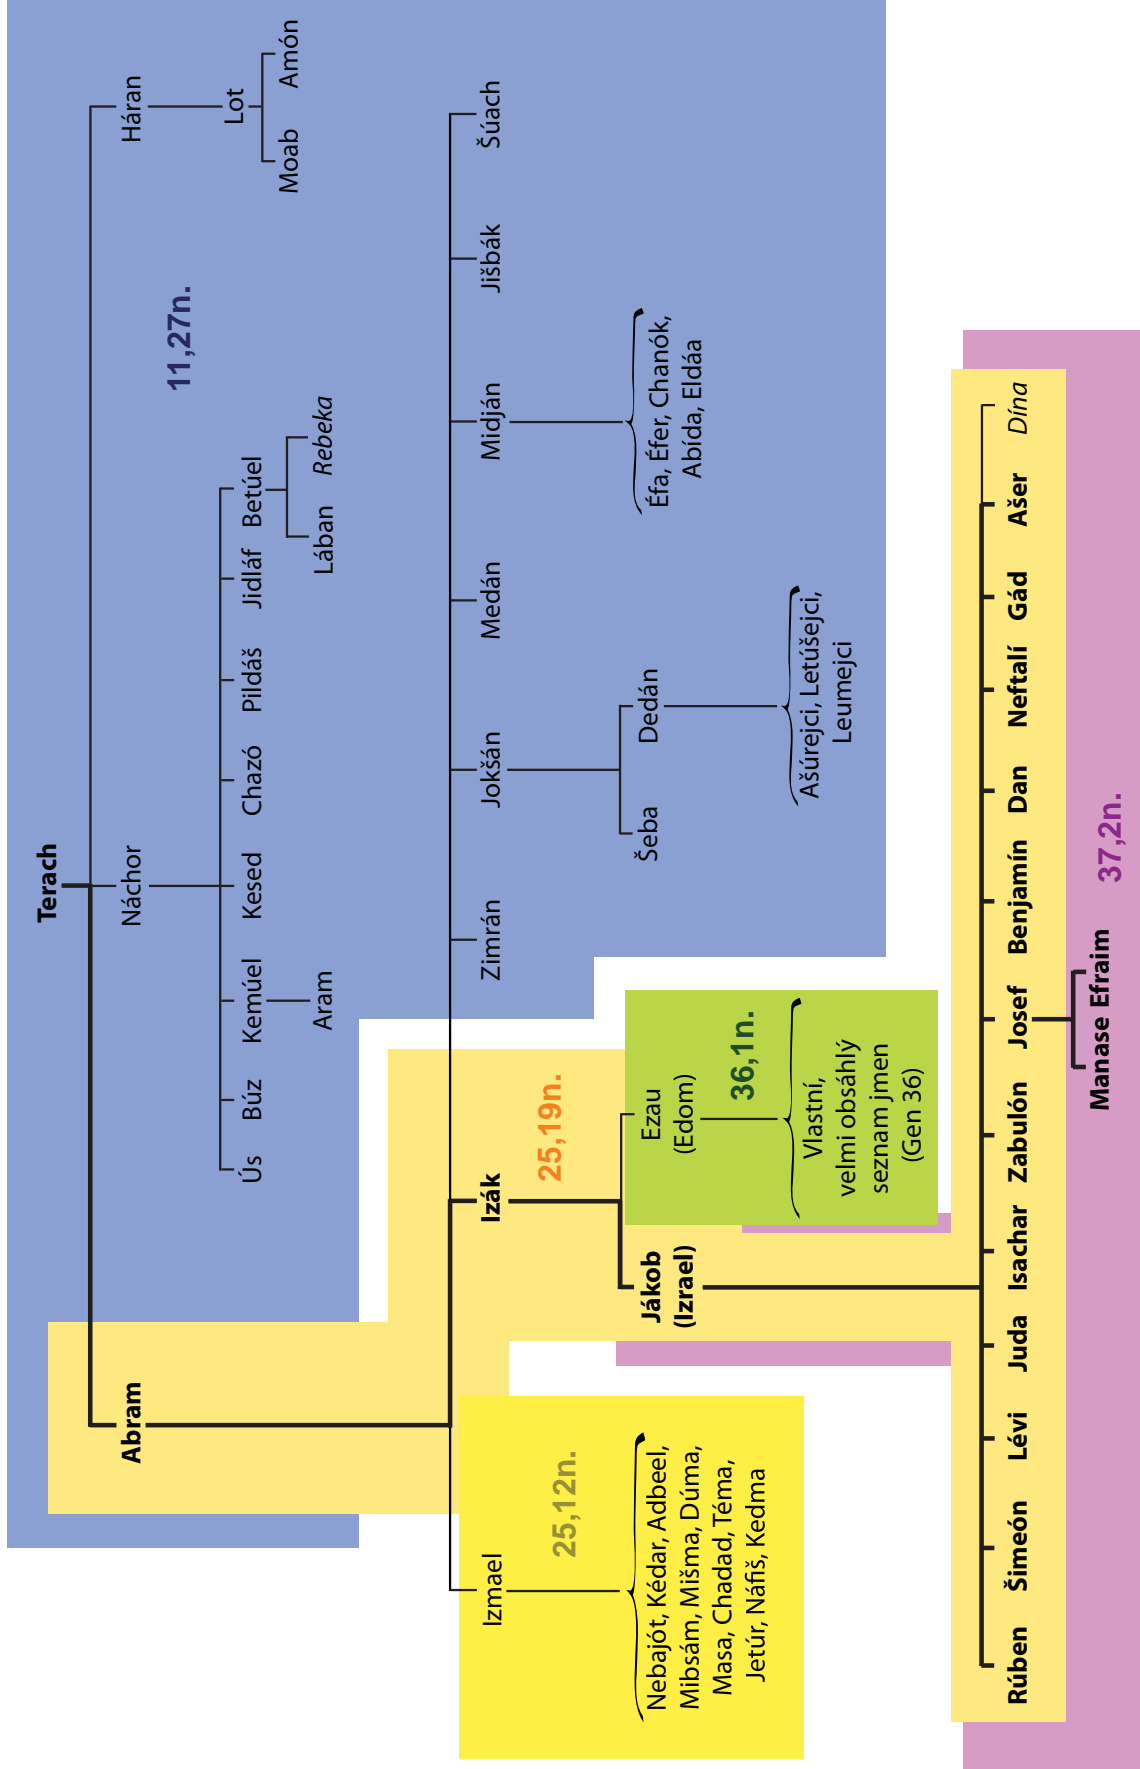 Terach
Abram
Náchor
Háran
11,27n.
Lot
Moab
Amón
Ús
Búz
Kemúel
Kesed
Chazó
Pildáš
Jidláf
Betúel
Aram
Lában
Rebeka
Izmael
Izák
Zimrán
Jokšán
Medán
Midján
Jišbák
Šúach
25,12n.
25,19n.
Nebajót, Kédar, Adbeel,
Mibsám, Mišma, Dúma,
Masa, Chadad, Téma,
Jetúr, Náfiš, Kedma
Jákob
(Izrael)
Ezau
(Edom)
36,1n.
Vlastní,
velmi obsáhlý
seznam jmen
(Gen 36)
Šeba
Dedán
Ašúrejci, Letúšejci,
Leumejci
Éfa, Éfer, Chanók,
Abída, Eldáa
Rúben
Šimeón
Lévi
Juda
Isachar
Zabulón
Josef
Benjamín
Dan
Neftalí
Gád
Ašer
Dína
Manase Efraim
37,2n.